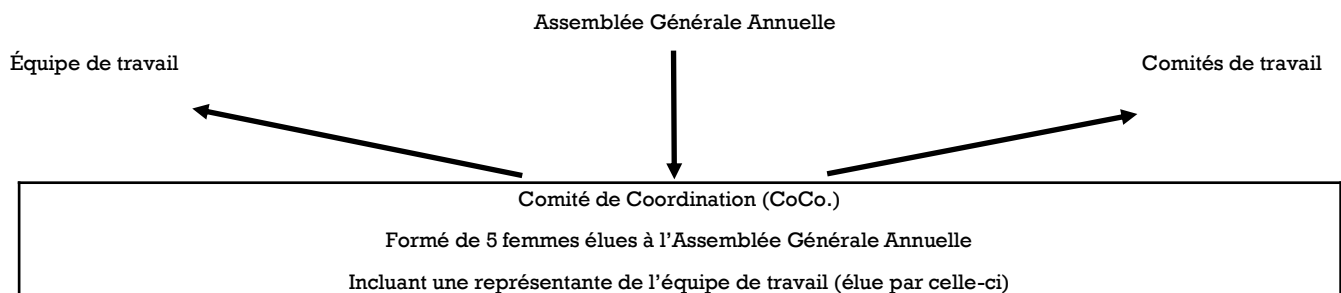 Assemblée Générale Annuelle
Équipe de travail
Comités de travail
Comité de Coordination (CoCo.)
Formé de 5 femmes élues à l'Assemblée Générale Annuelle
Incluant une représentante de l'équipe de travail (élue par celle-ci)